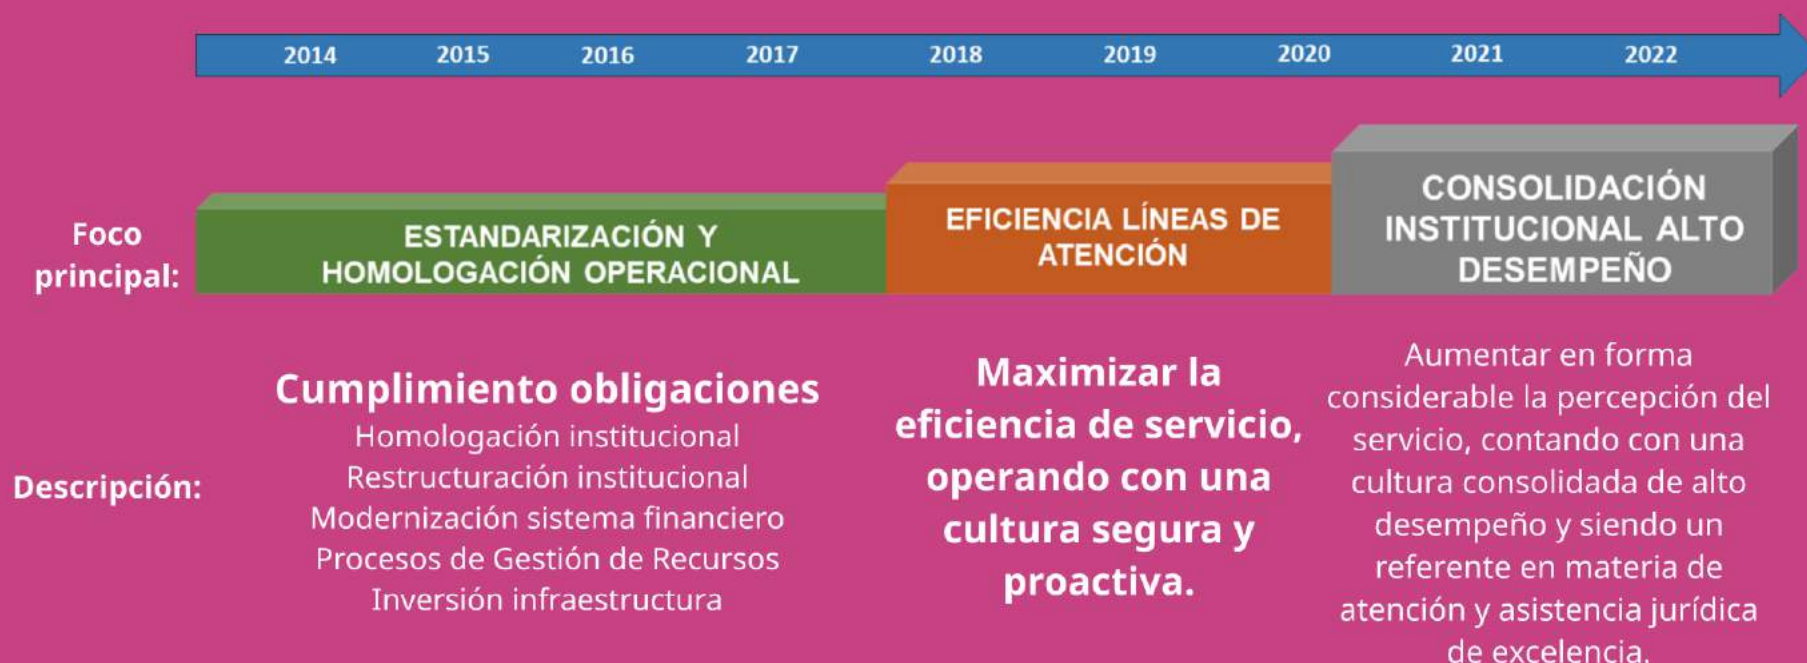 2014 2015 2016 2017 2018 2019 2020 2021 2022
Foco
principal:
ESTANDARIZACIÓN Y
HOMOLOGACIÓN OPERACIONAL
EFICIENCIA LÍNEAS DE
ATENCIÓN
CONSOLIDACIÓN
INSTITUCIONAL ALTO
DESEMPEÑO
Descripción:
Cumplimiento obligaciones
Homologación institucional
Restructuración institucional
Modernización sistema financiero
Procesos de Gestión de Recursos
Inversión infraestructura
Maximizar la
eficiencia de servicio,
operando con una
cultura segura y
proactiva.
Aumentar en forma
considerable la percepción del
servicio, contando con una
cultura consolidada de alto
desempeño y siendo un
referente en materia de
atención y asistencia jurídica
de excelencia.